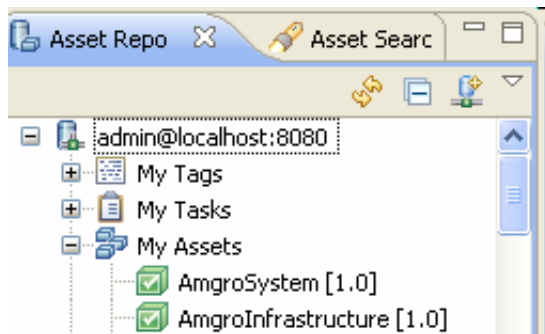 Asset Repo Asset Searc
admin@localhost:8080
My Tags
My Tasks
My Assets
AmgroSystem [1.0]
AmgroInfrastructure [1.0]